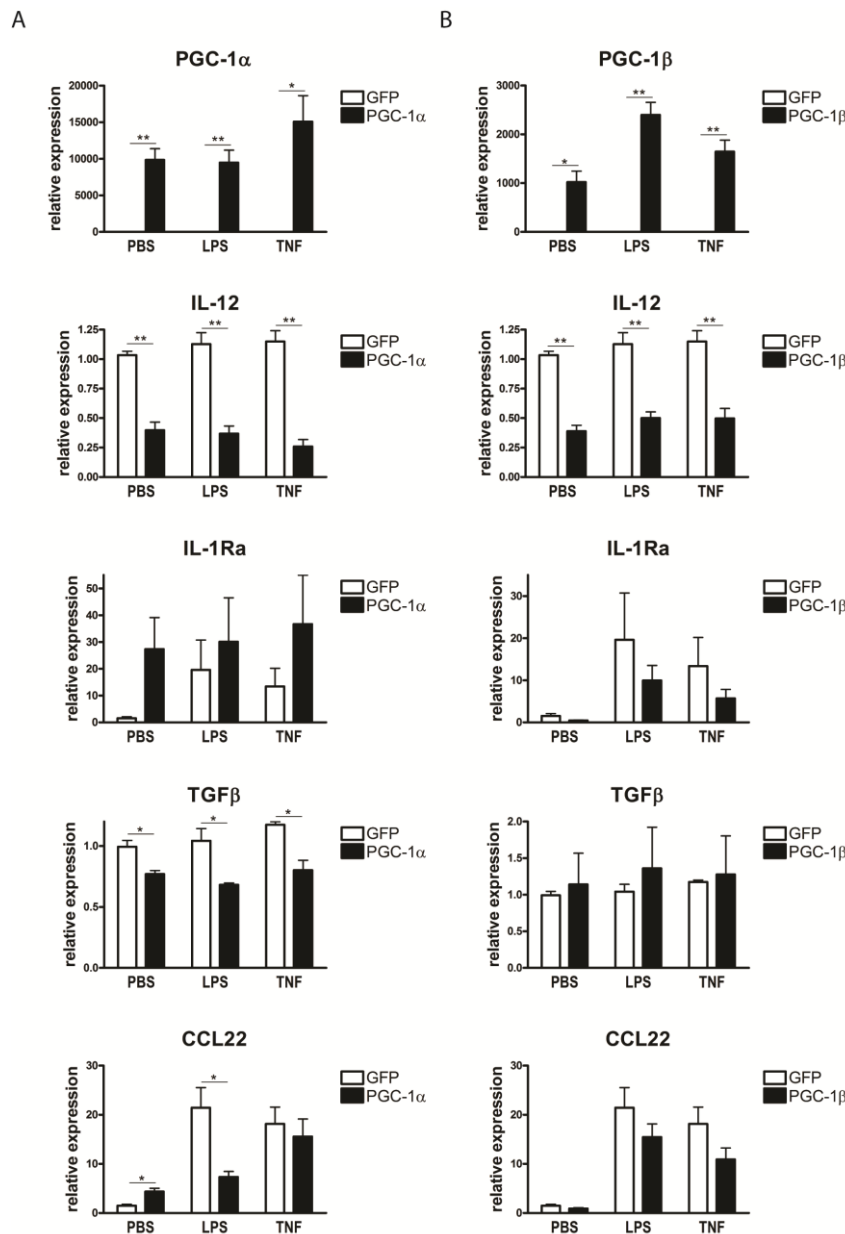 A
PGC-1α
relative expression
20000
15000
10000
5000
0
**
**
*
PBS LPS TNF
GFP
PGC-1α
IL-12
relative expression
1.25
1.00
0.75
0.50
0.25
0.00
**
**
**
PBS LPS TNF
GFP
PGC-1α
IL-1Ra
relative expression
50
40
30
20
10
0
PBS LPS TNF
GFP
PGC-1α
TGFβ
relative expression
1.0
0.5
0.0
*
*
*
PBS LPS TNF
GFP
PGC-1α
CCL22
relative expression
30
20
10
0
*
*
PBS LPS TNF
GFP
PGC-1α
B
PGC-1β
relative expression
3000
2000
1000
0
*
**
**
PBS LPS TNF
GFP
PGC-1β
IL-12
relative expression
1.25
1.00
0.75
0.50
0.25
0.00
**
**
**
PBS LPS TNF
GFP
PGC-1β
IL-1Ra
relative expression
30
20
10
0
PBS LPS TNF
GFP
PGC-1β
TGFβ
relative expression
2.0
1.5
1.0
0.5
0.0
PBS LPS TNF
GFP
PGC-1β
CCL22
relative expression
30
20
10
0
PBS LPS TNF
GFP
PGC-1β